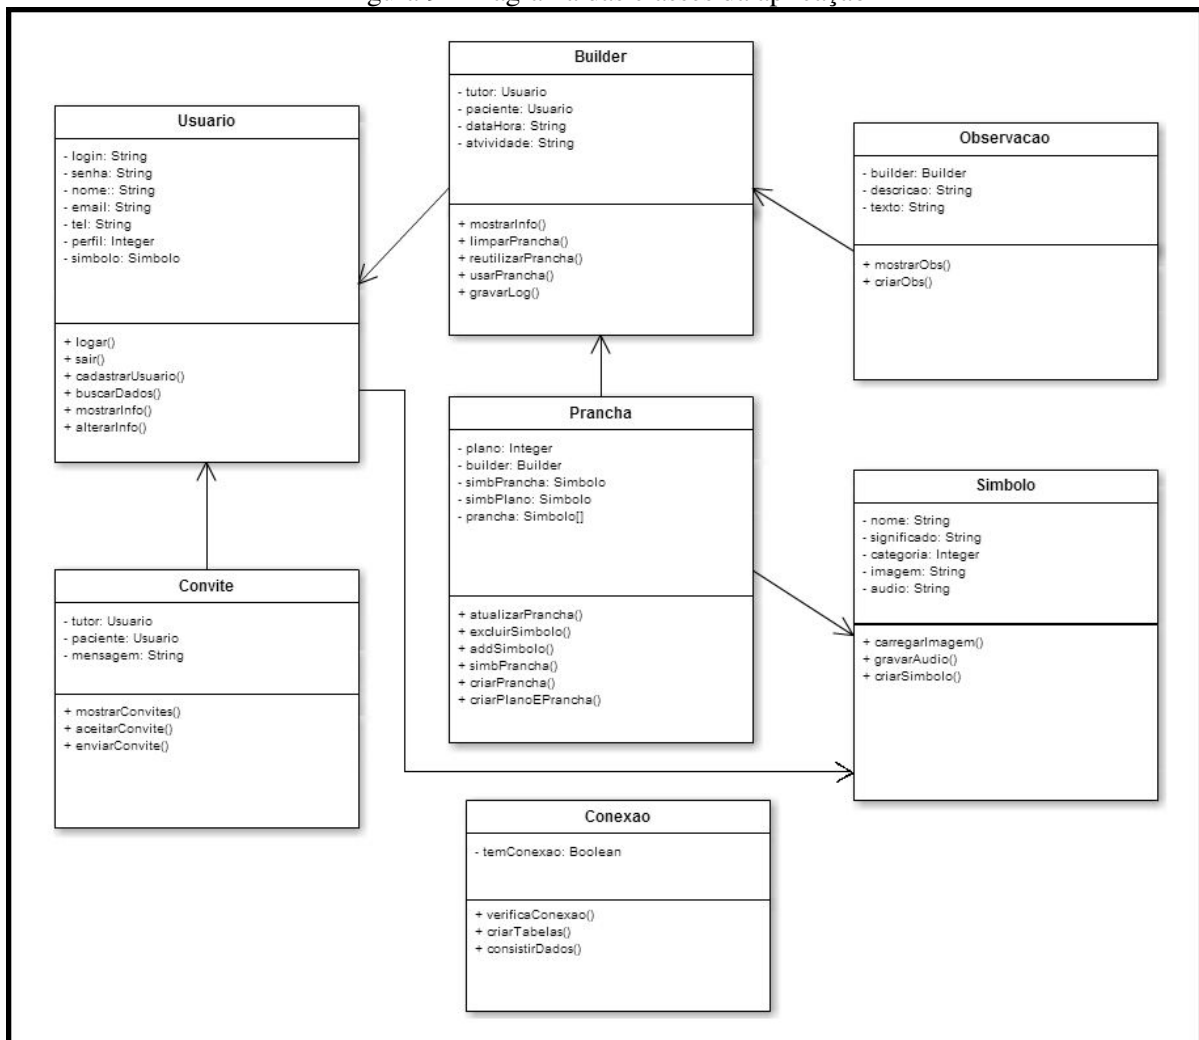 Builder
- tutor: Usuario
- paciente: Usuario
- dataHora: String
- atvividade: String
+ mostrarInfo()
+ limparPrancha()
+ reutilizarPrancha()
+ usarPrancha()
+ gravarLog()
Usuario
- login: String
- senha: String
- nome:: String
- email: String
- tel: String
- perfil: Integer
- simbolo: Simbolo
+ logar()
+ sair()
+ cadastrarUsuario()
+ buscarDados()
+ mostrarInfo()
+ alterarInfo()
Observacao
- builder: Builder
- descricao: String
- texto: String
+ mostrarObs()
+ criarObs()
Prancha
- plano: Integer
- builder: Builder
- simbPrancha: Simbolo
- simbPlano: Simbolo
- prancha: Simbolo[]
+ atualizarPrancha()
+ excluirSimbolo()
+ addSimbolo()
+ simbPrancha()
+ criarPrancha()
+ criarPlanoEPrancha()
Simbolo
- nome: String
- significado: String
- categoria: Integer
- imagem: String
- audio: String
+ carregarImagem()
+ gravarAudio()
+ criarSimbolo()
Convite
- tutor: Usuario
- paciente: Usuario
- mensagem: String
+ mostrarConvites()
+ aceitarConvite()
+ enviarConvite()
Conexao
- temConexao: Boolean
+ verificaConexao()
+ criarTabelas()
+ consistirDados()